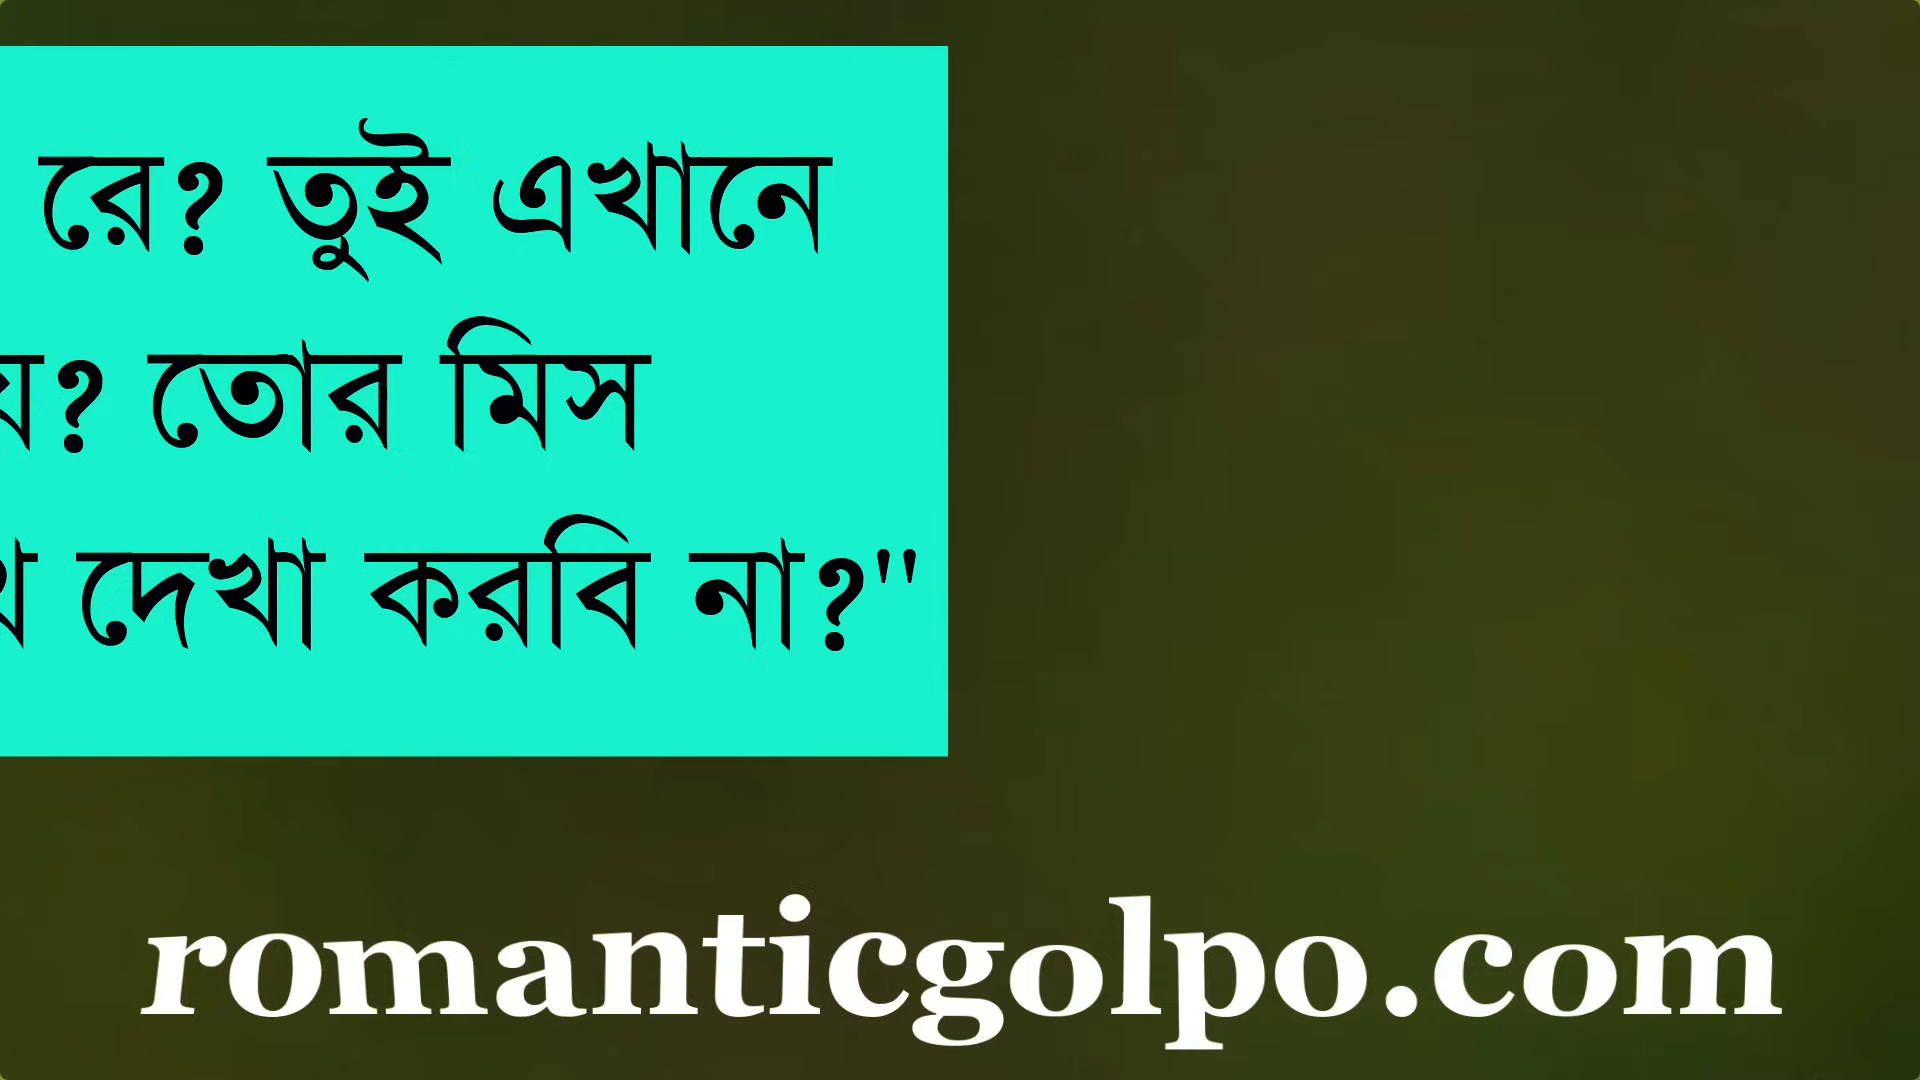 রে? তুই এখানে
তোর মিস
দেখা করবি না?"
romanticgolpo.com